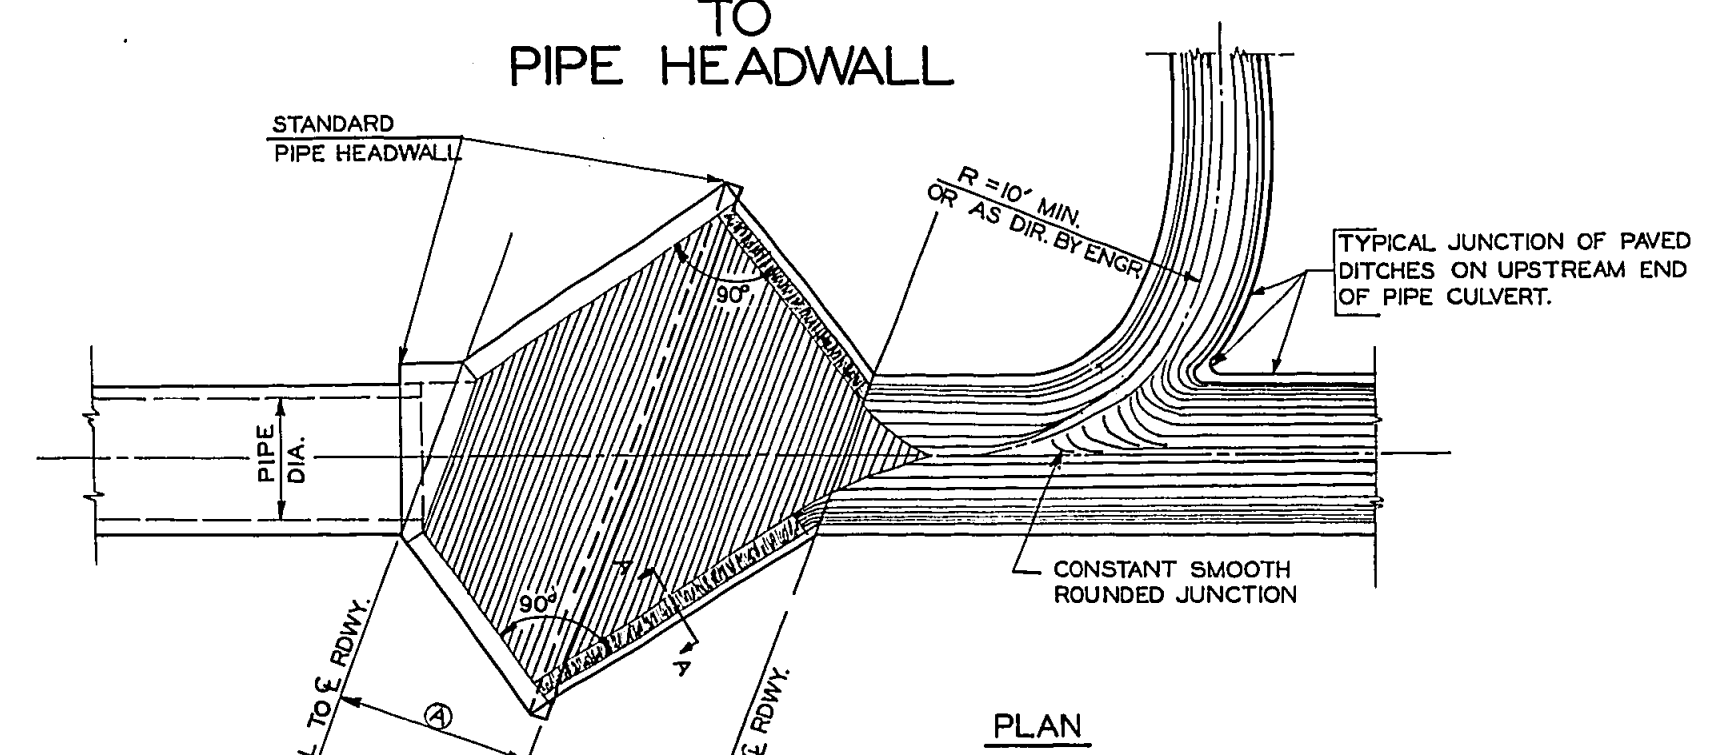 TO
PIPE HEADWALL
STANDARD
PIPE HEADWALL
R = 10' MIN.
OR AS DIR. BY ENGR.
TYPICAL JUNCTION OF PAVED
DITCHES ON UPSTREAM END
OF PIPE CULVERT.
90°
PIPE
DIA.
CONSTANT SMOOTH
ROUNDED JUNCTION
90°
A
A
L TO ℄ RDWY.
Ⓐ
℄ RDWY.
PLAN